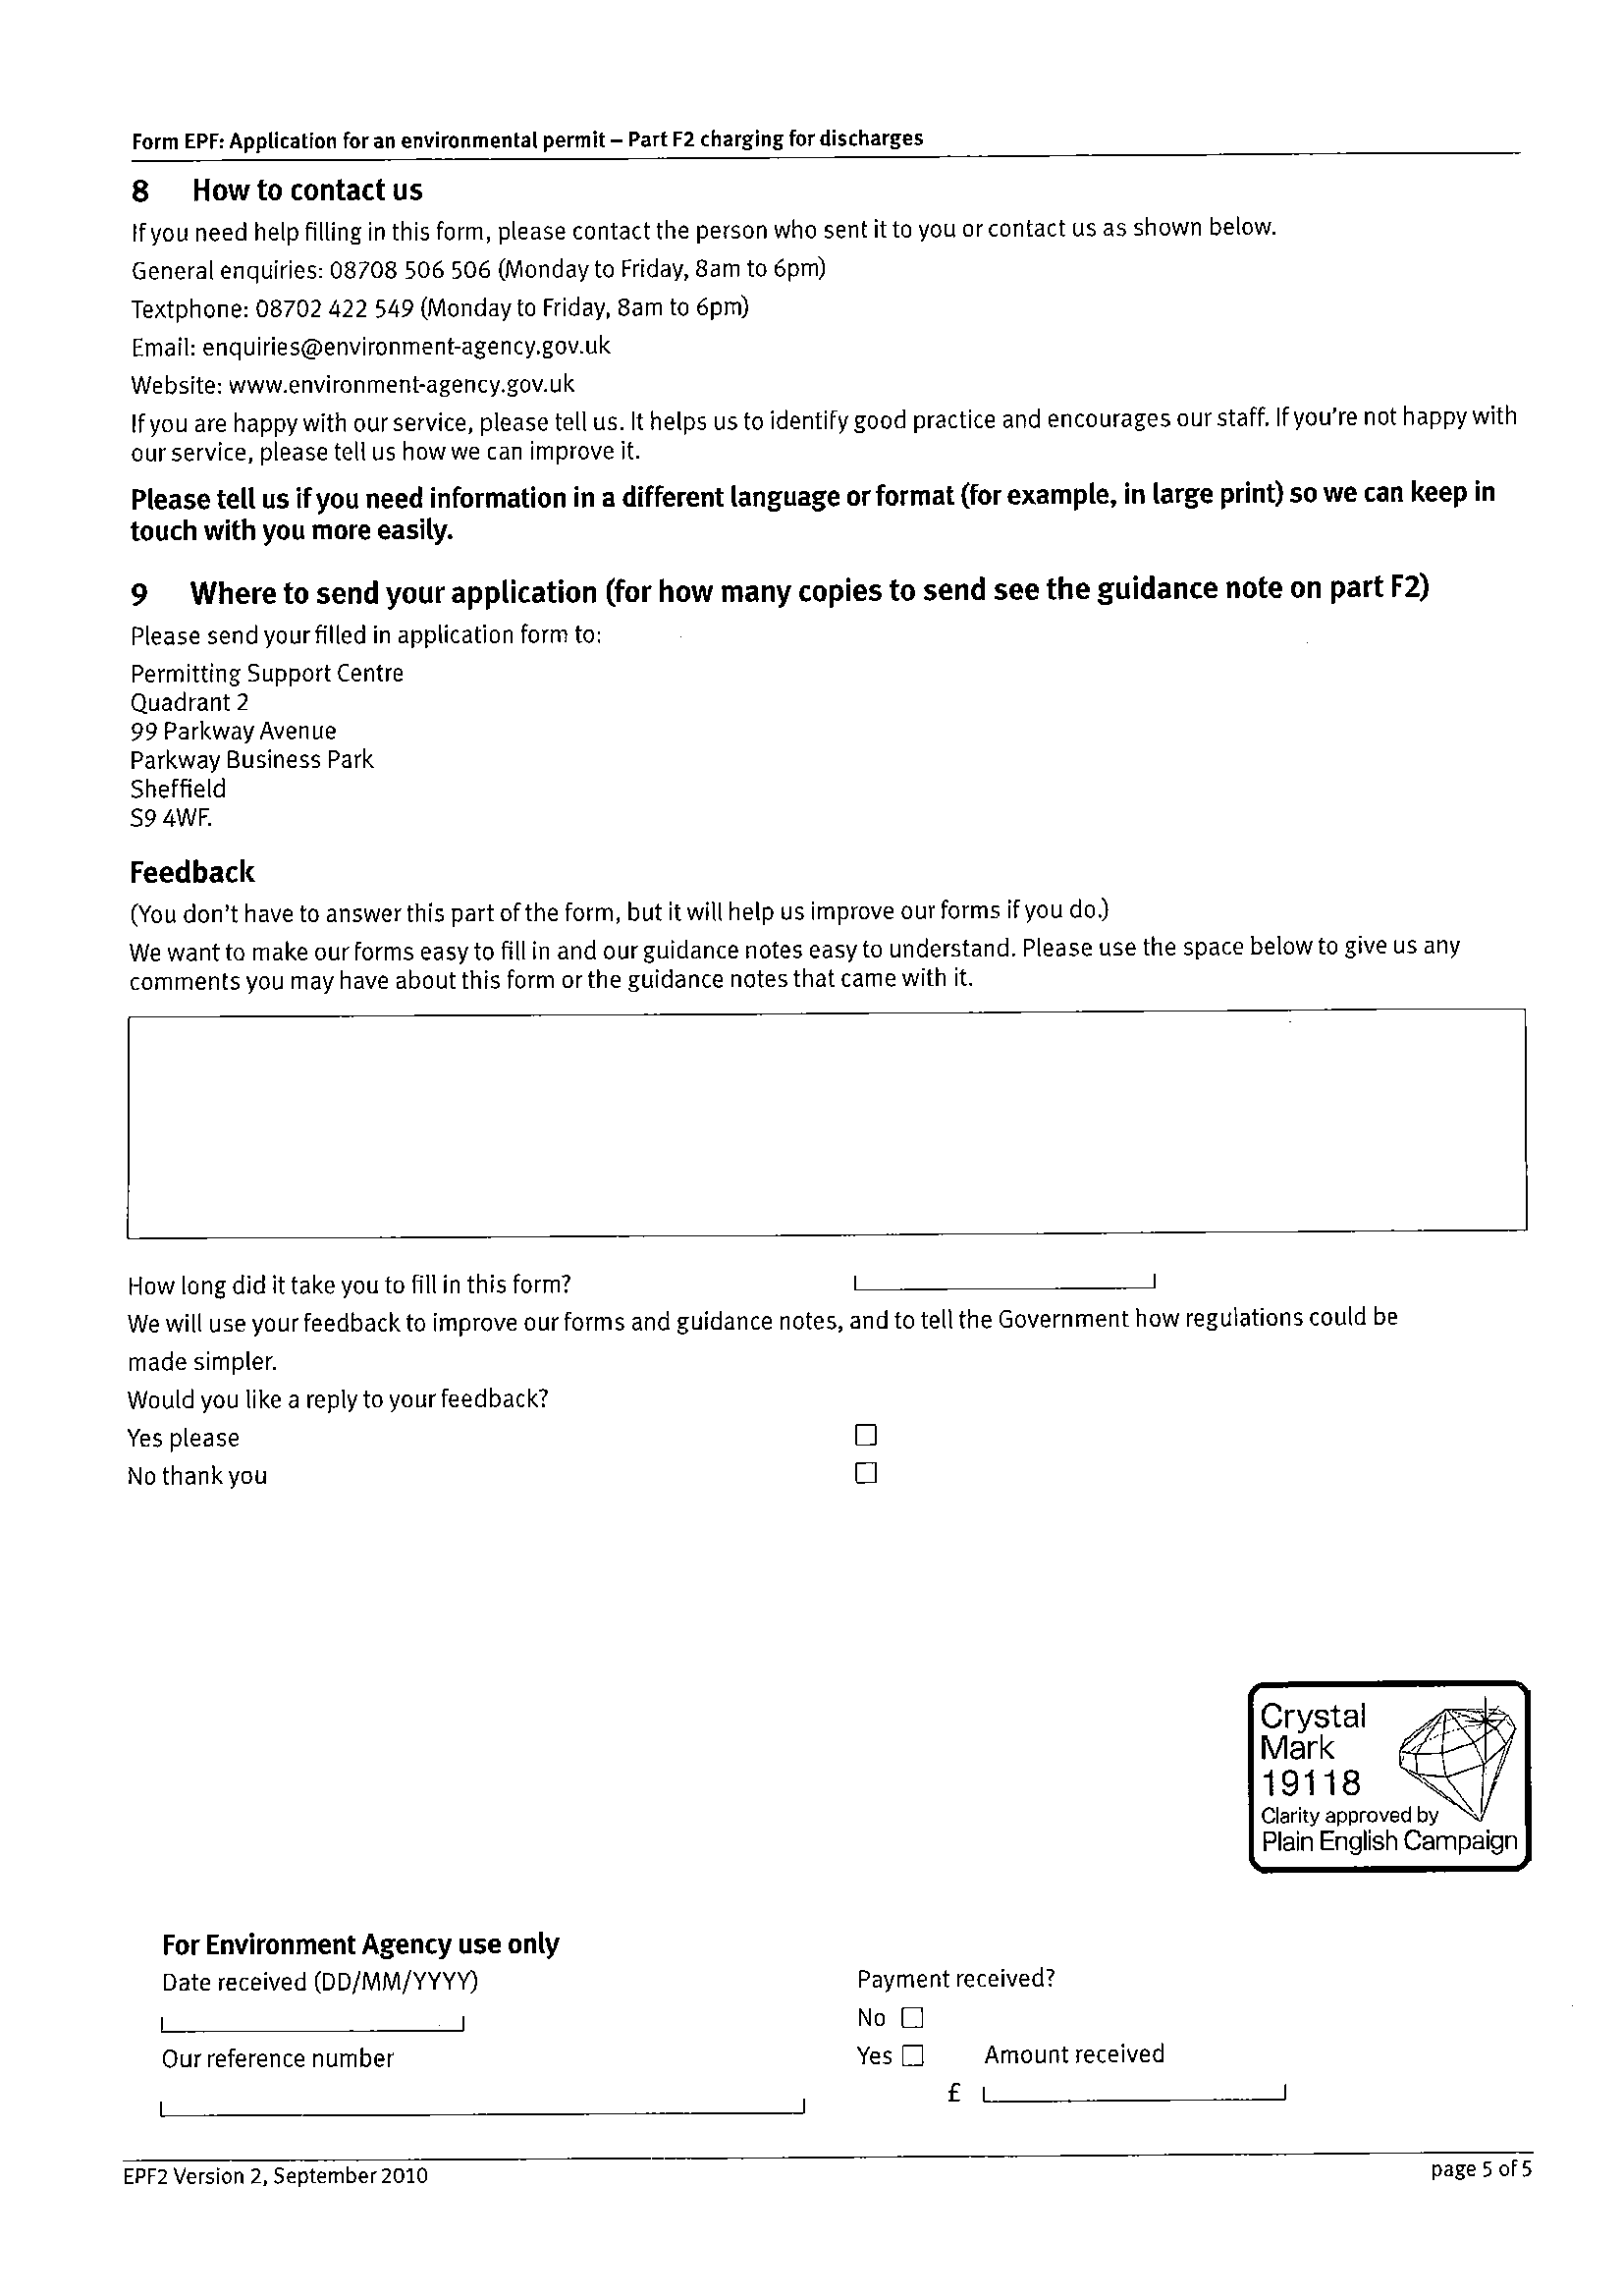 Form EPF: Application for an environmental permit – Part F2 charging for discharges
8 How to contact us
If you need help filling in this form, please contact the person who sent it to you or contact us as shown below.
General enquiries: 08708 506 506 (Monday to Friday, 8am to 6pm)
Textphone: 08702 422 549 (Monday to Friday, 8am to 6pm)
Email: enquiries@environment-agency.gov.uk
Website: www.environment-agency.gov.uk
If you are happy with our service, please tell us. It helps us to identify good practice and encourages our staff. If you're not happy with
our service, please tell us how we can improve it.
Please tell us if you need information in a different language or format (for example, in large print) so we can keep in
touch with you more easily.
9 Where to send your application (for how many copies to send see the guidance note on part F2)
Please send your filled in application form to:
Permitting Support Centre
Quadrant 2
99 Parkway Avenue
Parkway Business Park
Sheffield
S9 4WF.
Feedback
(You don't have to answer this part of the form, but it will help us improve our forms if you do.)
We want to make our forms easy to fill in and our guidance notes easy to understand. Please use the space below to give us any
comments you may have about this form or the guidance notes that came with it.
How long did it take you to fill in this form?
We will use your feedback to improve our forms and guidance notes, and to tell the Government how regulations could be
made simpler.
Would you like a reply to your feedback?
Yes please
No thank you
Crystal
Mark
19118
Clarity approved by
Plain English Campaign
For Environment Agency use only
Date received (DD/MM/YYYY)
Our reference number
Payment received?
No
Yes Amount received
£
EPF2 Version 2, September 2010
page 5 of 5